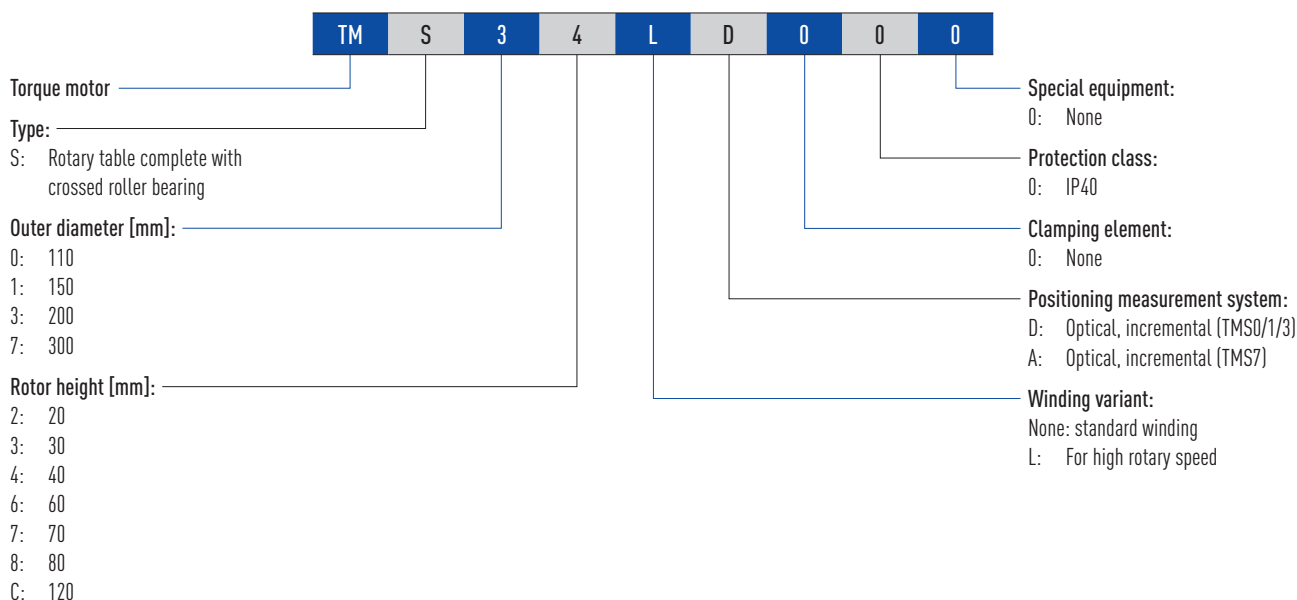 TM S 3 4 L D 0 0 0
Torque motor
Type:
S: Rotary table complete with
crossed roller bearing
Outer diameter [mm]:
0: 110
1: 150
3: 200
7: 300
Rotor height [mm]:
2: 20
3: 30
4: 40
6: 60
7: 70
8: 80
C: 120
Special equipment:
0: None
Protection class:
0: IP40
Clamping element:
0: None
Positioning measurement system:
D: Optical, incremental (TMS0/1/3)
A: Optical, incremental (TMS7)
Winding variant:
None: standard winding
L: For high rotary speed